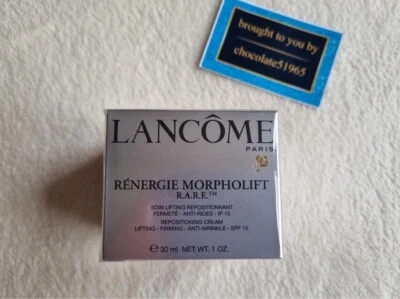 brought to you by
chocolate51965
LANCÔME
PARIS
RÉNERGIE MORPHOLIFT
R.A.R.E.™
SOIN LIFTING REPOSITIONNANT
FERMETÉ - ANTI-RIDES - IP 15
REPOSITIONING CREAM
LIFTING - FIRMING - ANTI-WRINKLE - SPF 15
℮ 30 ml NET WT. 1 OZ.